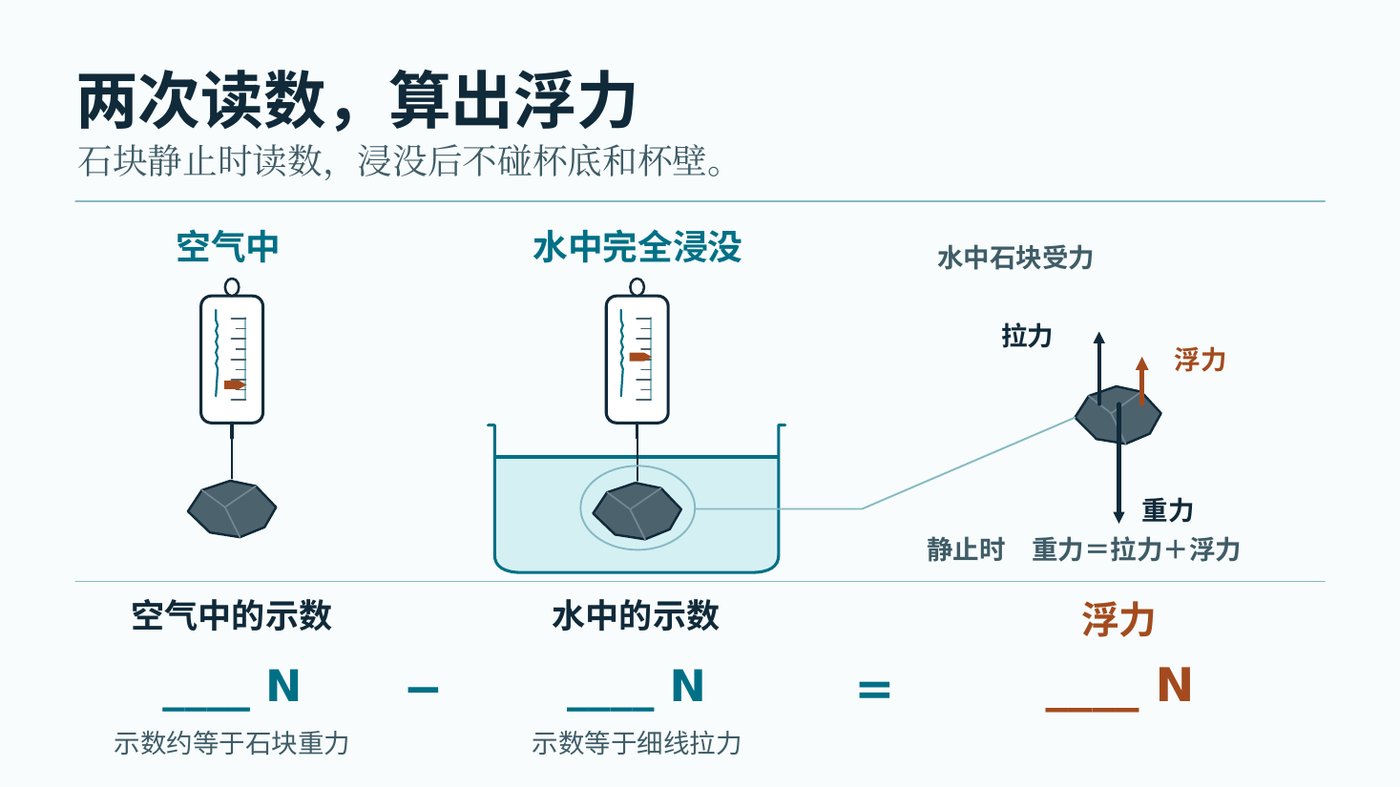 两次读数，算出浮力
石块静止时读数，浸没后不碰杯底和杯壁。
空气中
水中完全浸没
水中石块受力
拉力
浮力
重力
静止时 重力＝拉力＋浮力
空气中的示数
水中的示数
浮力
____ N − ____ N = ____ N
示数约等于石块重力
示数等于细线拉力